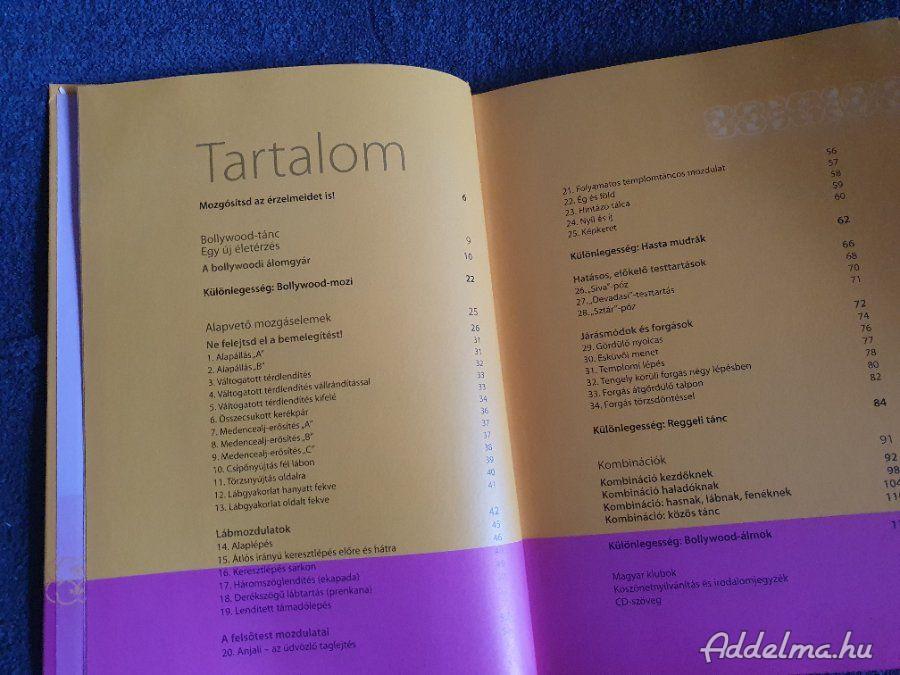 Tartalom
Mozgósítsd az érzelmeidet is! 6
Bollywood-tánc
Egy új életérzés 9
A bollywoodi álomgyár 10
Különlegesség: Bollywood-mozi 22
Alapvető mozgáselemek 25
Ne felejtsd el a bemelegítést! 26
1. Alapállás „A” 31
2. Alapállás „B” 31
3. Váltogatott térdlendítés 32
4. Váltogatott térdlendítés vállrándítással 33
5. Váltogatott térdlendítés kifelé 33
6. Összecsukott kerékpár 34
7. Medencealj-erősítés „A” 36
8. Medencealj-erősítés „B” 37
9. Medencealj-erősítés „C” 37
10. Csípőnyújtás fél lábon 38
11. Törzsnyújtás oldalra 39
12. Lábgyakorlat hanyatt fekve 40
13. Lábgyakorlat oldalt fekve 41
Lábmozdulatok 42
14. Alaplépés 45
15. Átlós irányú keresztlépés előre és hátra 46
16. Keresztlépés sarkon
17. Háromszöglendítés (ekapada)
18. Derékszögű lábtartás (prenkana)
19. Lendített támadólépés
A felsőtest mozdulatai
20. Anjali – az üdvözlő taglejtés
56
21. Folyamatos templomtáncos mozdulat 57
22. Ég és föld 58
23. Hintázó tálca 59
24. Nyíl és íj 60
25. Képkeret
Különlegesség: Hasta mudrák 62
Hatásos, előkelő testtartások 66
26. „Siva”-póz 68
27. „Devadasi”-testtartás 70
28. „Sztár”-póz 71
Járásmódok és forgások 72
29. Gördülő nyolcas 74
30. Esküvői menet 76
31. Templomi lépés 77
32. Tengely körüli forgás négy lépésben 78
33. Forgás átgördülő talpon 80
34. Forgás törzsdöntéssel 82
Különlegesség: Reggeli tánc 84
Kombinációk 91
Kombináció kezdőknek 92
Kombináció haladóknak 98
Kombináció: hasnak, lábnak, fenéknek 104
Kombináció: közös tánc
Különlegesség: Bollywood-álmok
Magyar klubok
Köszönetnyilvánítás és irodalomjegyzék
CD-szöveg
Addelma.hu